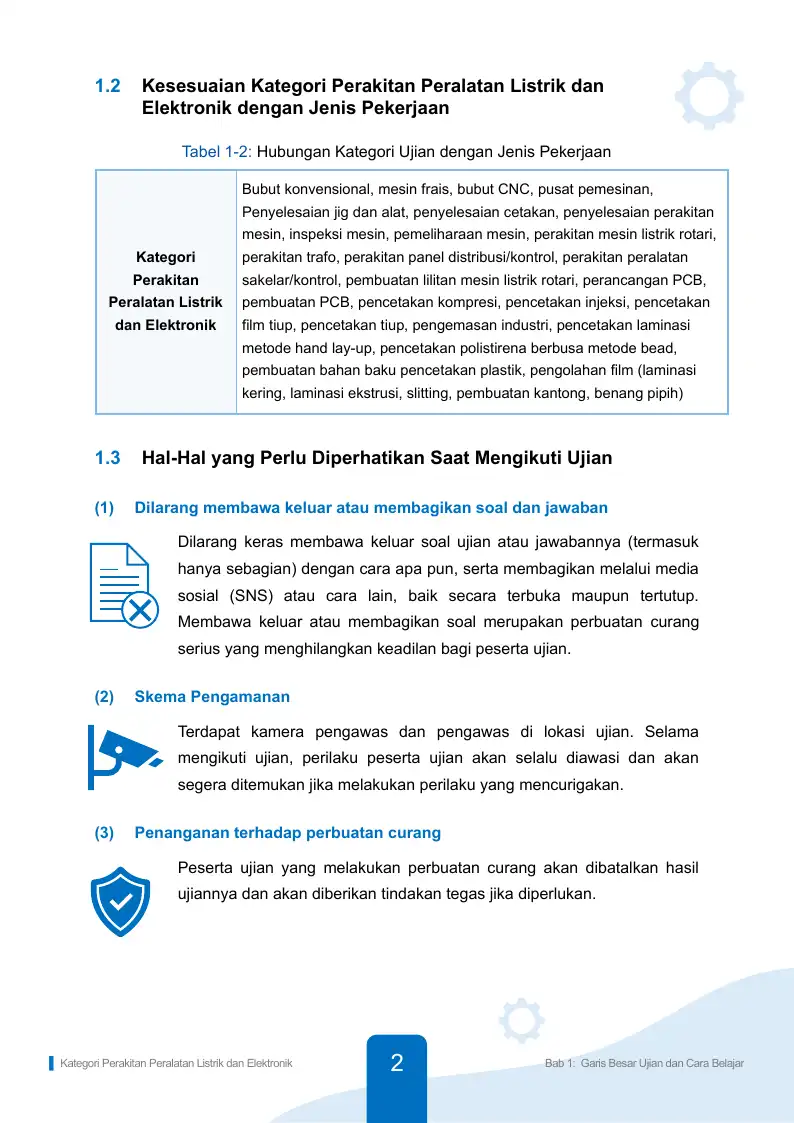 1.2 Kesesuaian Kategori Perakitan Peralatan Listrik dan
Elektronik dengan Jenis Pekerjaan
Tabel 1-2: Hubungan Kategori Ujian dengan Jenis Pekerjaan
Kategori
Perakitan
Peralatan Listrik
dan Elektronik
Bubut konvensional, mesin frais, bubut CNC, pusat pemesinan,
Penyelesaian jig dan alat, penyelesaian cetakan, penyelesaian perakitan
mesin, inspeksi mesin, pemeliharaan mesin, perakitan mesin listrik rotari,
perakitan trafo, perakitan panel distribusi/kontrol, perakitan peralatan
sakelar/kontrol, pembuatan lilitan mesin listrik rotari, perancangan PCB,
pembuatan PCB, pencetakan kompresi, pencetakan injeksi, pencetakan
film tiup, pencetakan tiup, pengemasan industri, pencetakan laminasi
metode hand lay-up, pencetakan polistirena berbusa metode bead,
pembuatan bahan baku pencetakan plastik, pengolahan film (laminasi
kering, laminasi ekstrusi, slitting, pembuatan kantong, benang pipih)
1.3 Hal-Hal yang Perlu Diperhatikan Saat Mengikuti Ujian
(1) Dilarang membawa keluar atau membagikan soal dan jawaban
Dilarang keras membawa keluar soal ujian atau jawabannya (termasuk
hanya sebagian) dengan cara apa pun, serta membagikan melalui media
sosial (SNS) atau cara lain, baik secara terbuka maupun tertutup.
Membawa keluar atau membagikan soal merupakan perbuatan curang
serius yang menghilangkan keadilan bagi peserta ujian.
(2) Skema Pengamanan
Terdapat kamera pengawas dan pengawas di lokasi ujian. Selama
mengikuti ujian, perilaku peserta ujian akan selalu diawasi dan akan
segera ditemukan jika melakukan perilaku yang mencurigakan.
(3) Penanganan terhadap perbuatan curang
Peserta ujian yang melakukan perbuatan curang akan dibatalkan hasil
ujiannya dan akan diberikan tindakan tegas jika diperlukan.
Kategori Perakitan Peralatan Listrik dan Elektronik
2
Bab 1: Garis Besar Ujian dan Cara Belajar